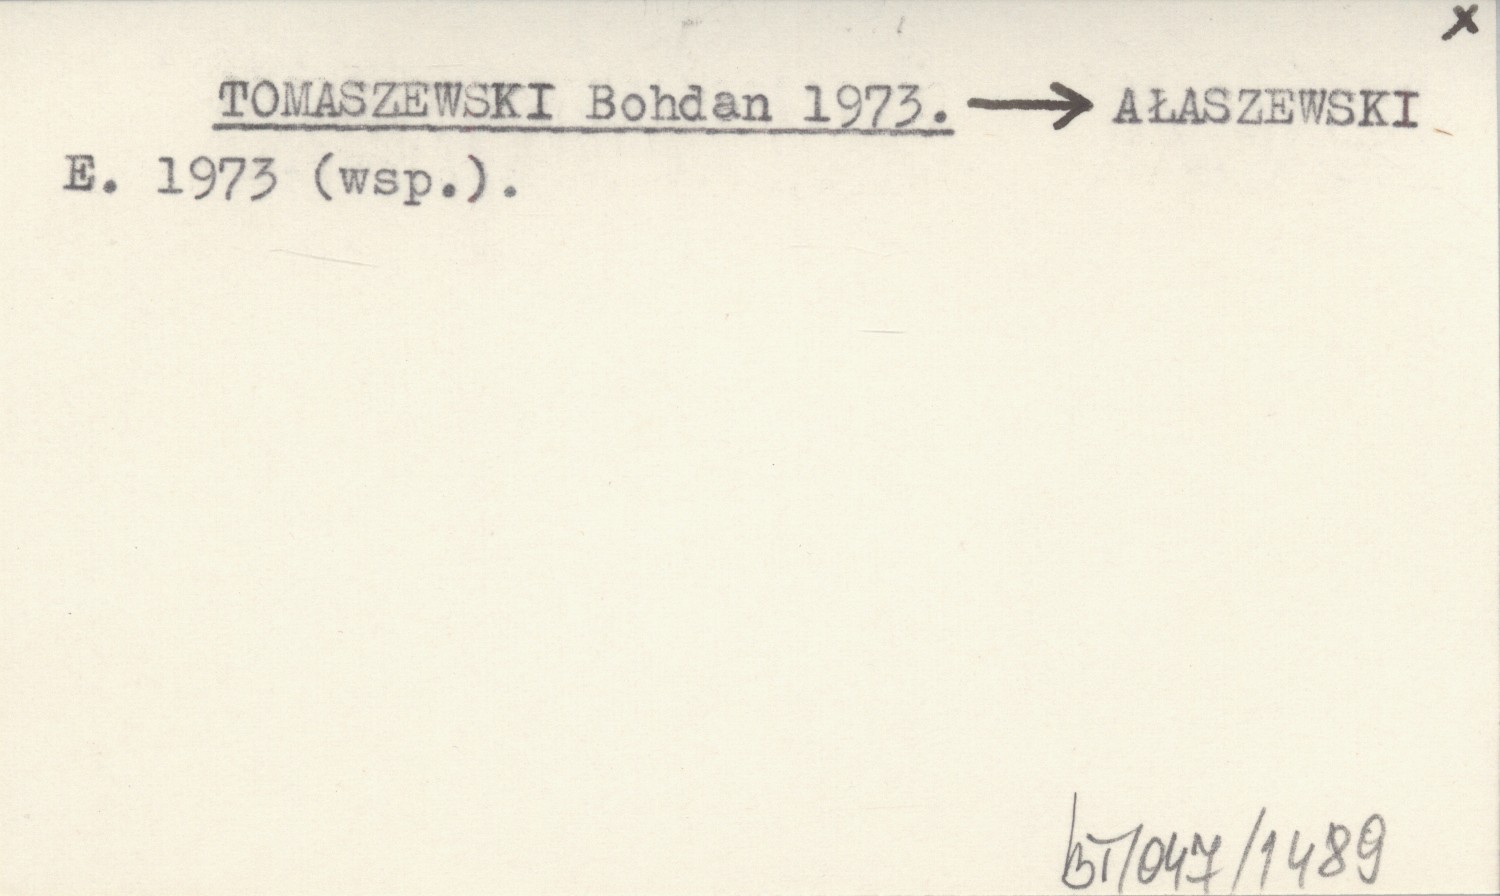 x
TOMASZEWSKI Bohdan 1973. → AŁASZEWSKI
E. 1973 (wsp.).
BT/047/1489